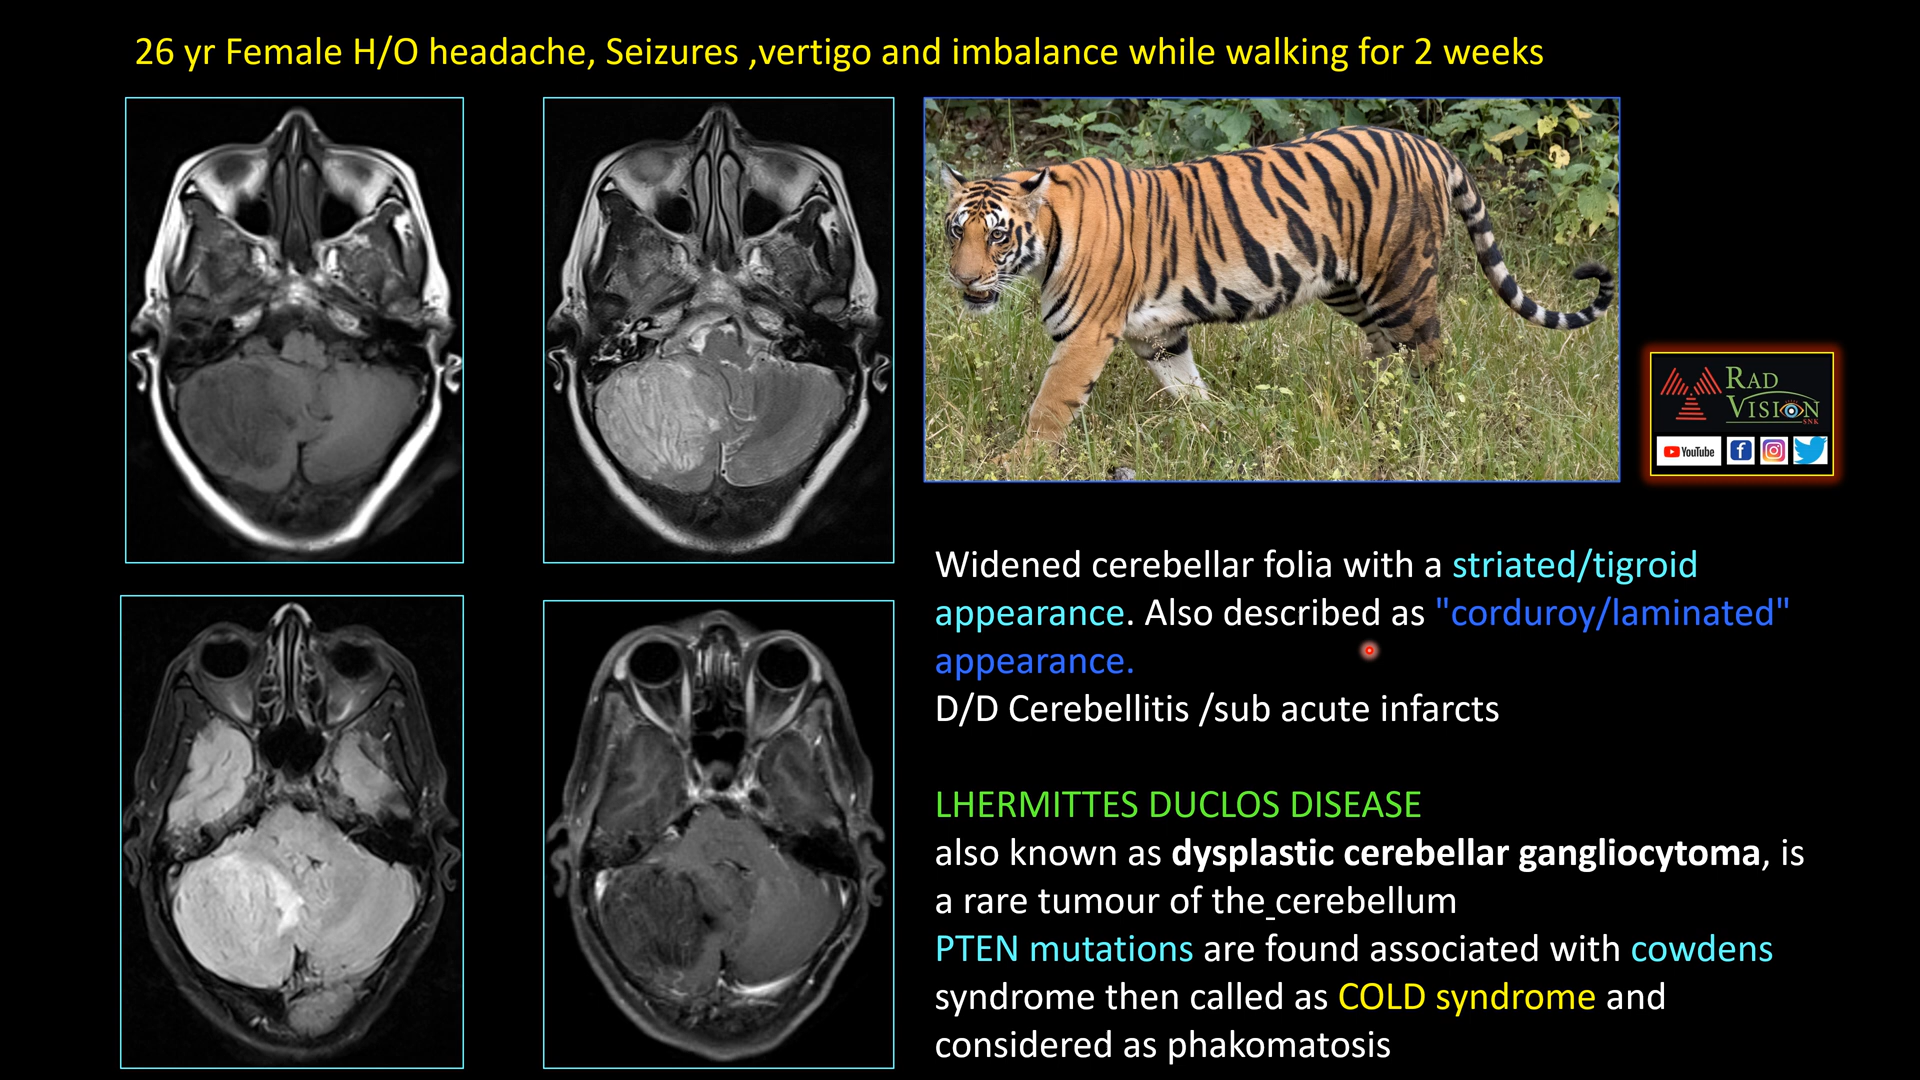 26 yr Female H/O headache, Seizures ,vertigo and imbalance while walking for 2 weeks
RAD
VISION
SNK
YouTube
Widened cerebellar folia with a striated/tigroid
appearance. Also described as "corduroy/laminated"
appearance.
D/D Cerebellitis /sub acute infarcts
LHERMITTES DUCLOS DISEASE
also known as dysplastic cerebellar gangliocytoma, is
a rare tumour of the cerebellum
PTEN mutations are found associated with cowdens
syndrome then called as COLD syndrome and
considered as phakomatosis